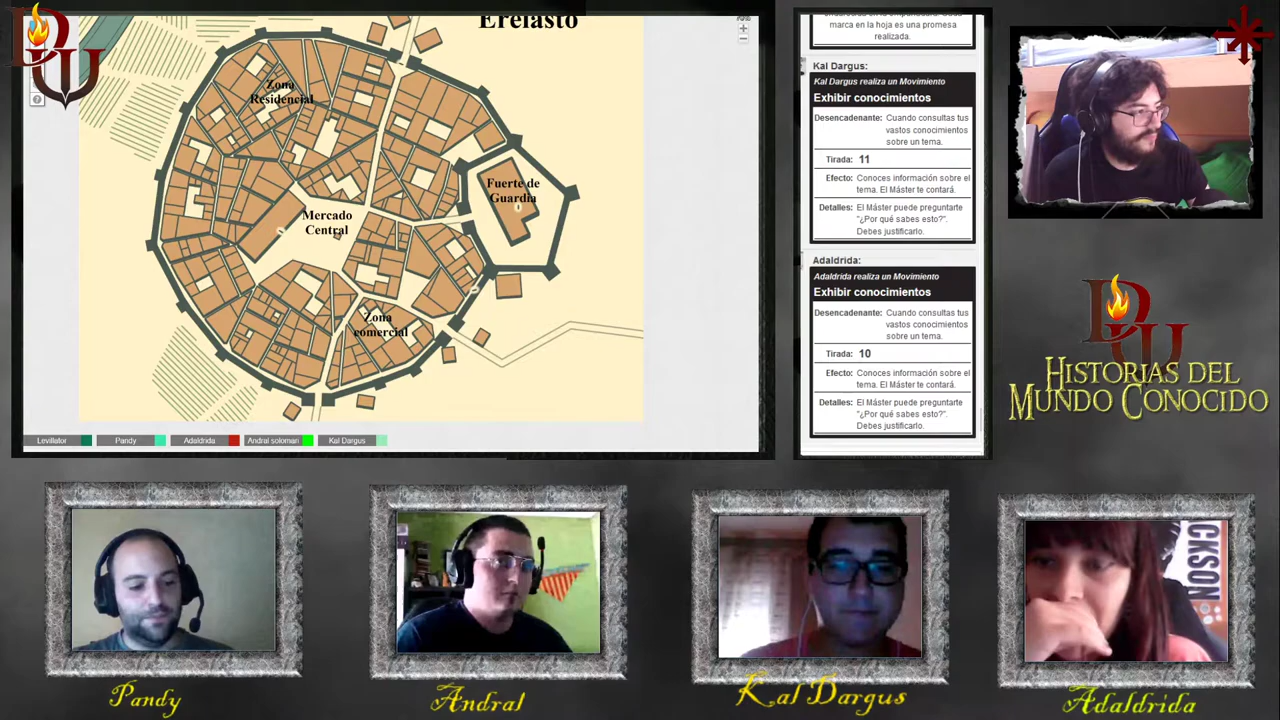 Erelasto
Zona
Residencial
Fuerte de
Guardia
Mercado
Central
Zona
comercial
Levillator
Pandy
Adaldrida
Andral soloman
Kal Dargus
marca en la hoja es una promesa
realizada.
Kal Dargus:
Kal Dargus realiza un Movimiento
Exhibir conocimientos
Desencadenante: Cuando consultas tus
vastos conocimientos
sobre un tema.
Tirada: 11
Efecto: Conoces información sobre el
tema. El Máster te contará.
Detalles: El Máster puede preguntarte
"¿Por qué sabes esto?".
Debes justificarlo.
Adaldrida:
Adaldrida realiza un Movimiento
Exhibir conocimientos
Desencadenante: Cuando consultas tus
vastos conocimientos
sobre un tema.
Tirada: 10
Efecto: Conoces información sobre el
tema. El Máster te contará.
Detalles: El Máster puede preguntarte
"¿Por qué sabes esto?".
Debes justificarlo.
DU
DU
Historias del
Mundo Conocido
CKSON
Pandy
Andral
Kal Dargus
Adaldrida